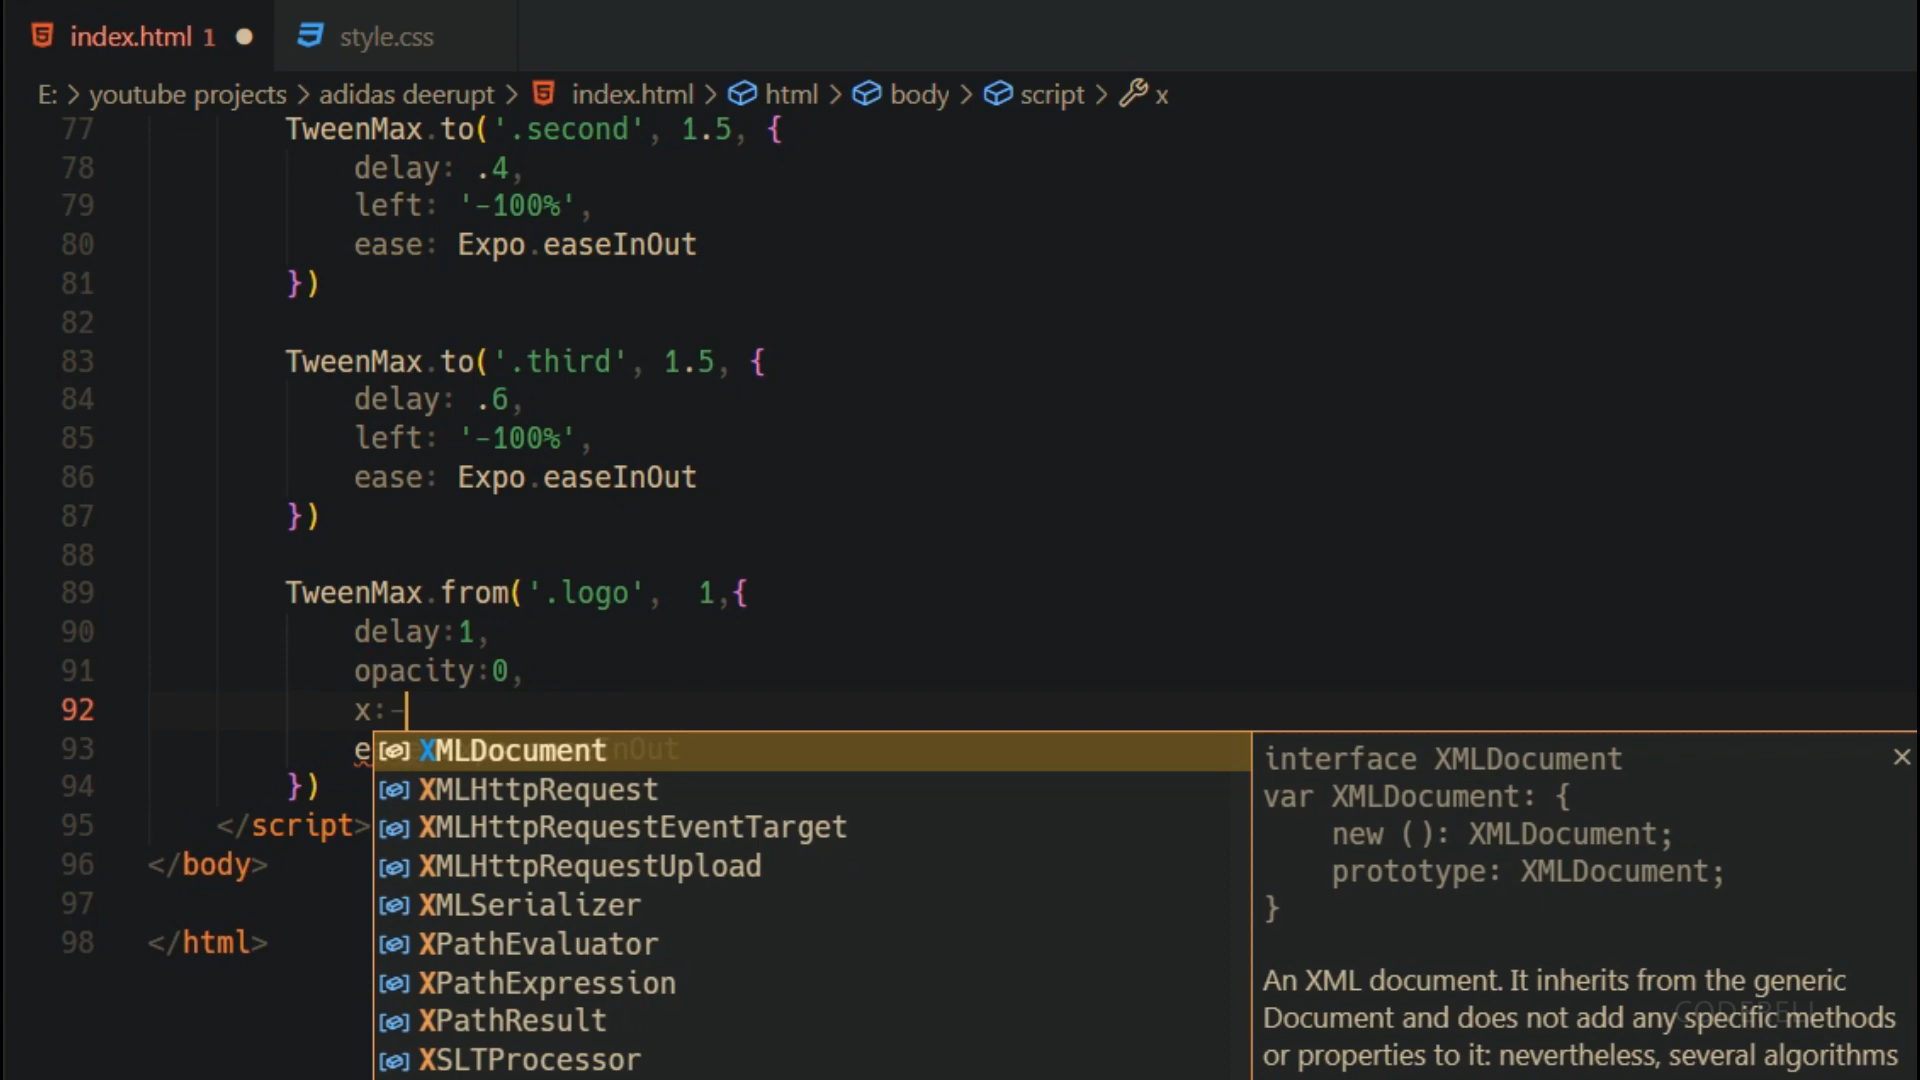 index.html 1 style.css
E: > youtube projects > adidas deerupt > index.html > html > body > script > x
77 TweenMax.to('.second', 1.5, {
78 delay: .4,
79 left: '-100%',
80 ease: Expo.easeInOut
81 })
82
83 TweenMax.to('.third', 1.5, {
84 delay: .6,
85 left: '-100%',
86 ease: Expo.easeInOut
87 })
88
89 TweenMax.from('.logo',  1,{
90 delay:1,
91 opacity:0,
92 x:-
93 e nOut
94 })
95 </script>
96 </body>
97
98 </html>
XMLDocument
XMLHttpRequest
XMLHttpRequestEventTarget
XMLHttpRequestUpload
XMLSerializer
XPathEvaluator
XPathExpression
XPathResult
XSLTProcessor
interface XMLDocument
var XMLDocument: {
new (): XMLDocument;
prototype: XMLDocument;
}
An XML document. It inherits from the generic
Document and does not add any specific methods
or properties to it: nevertheless, several algorithms